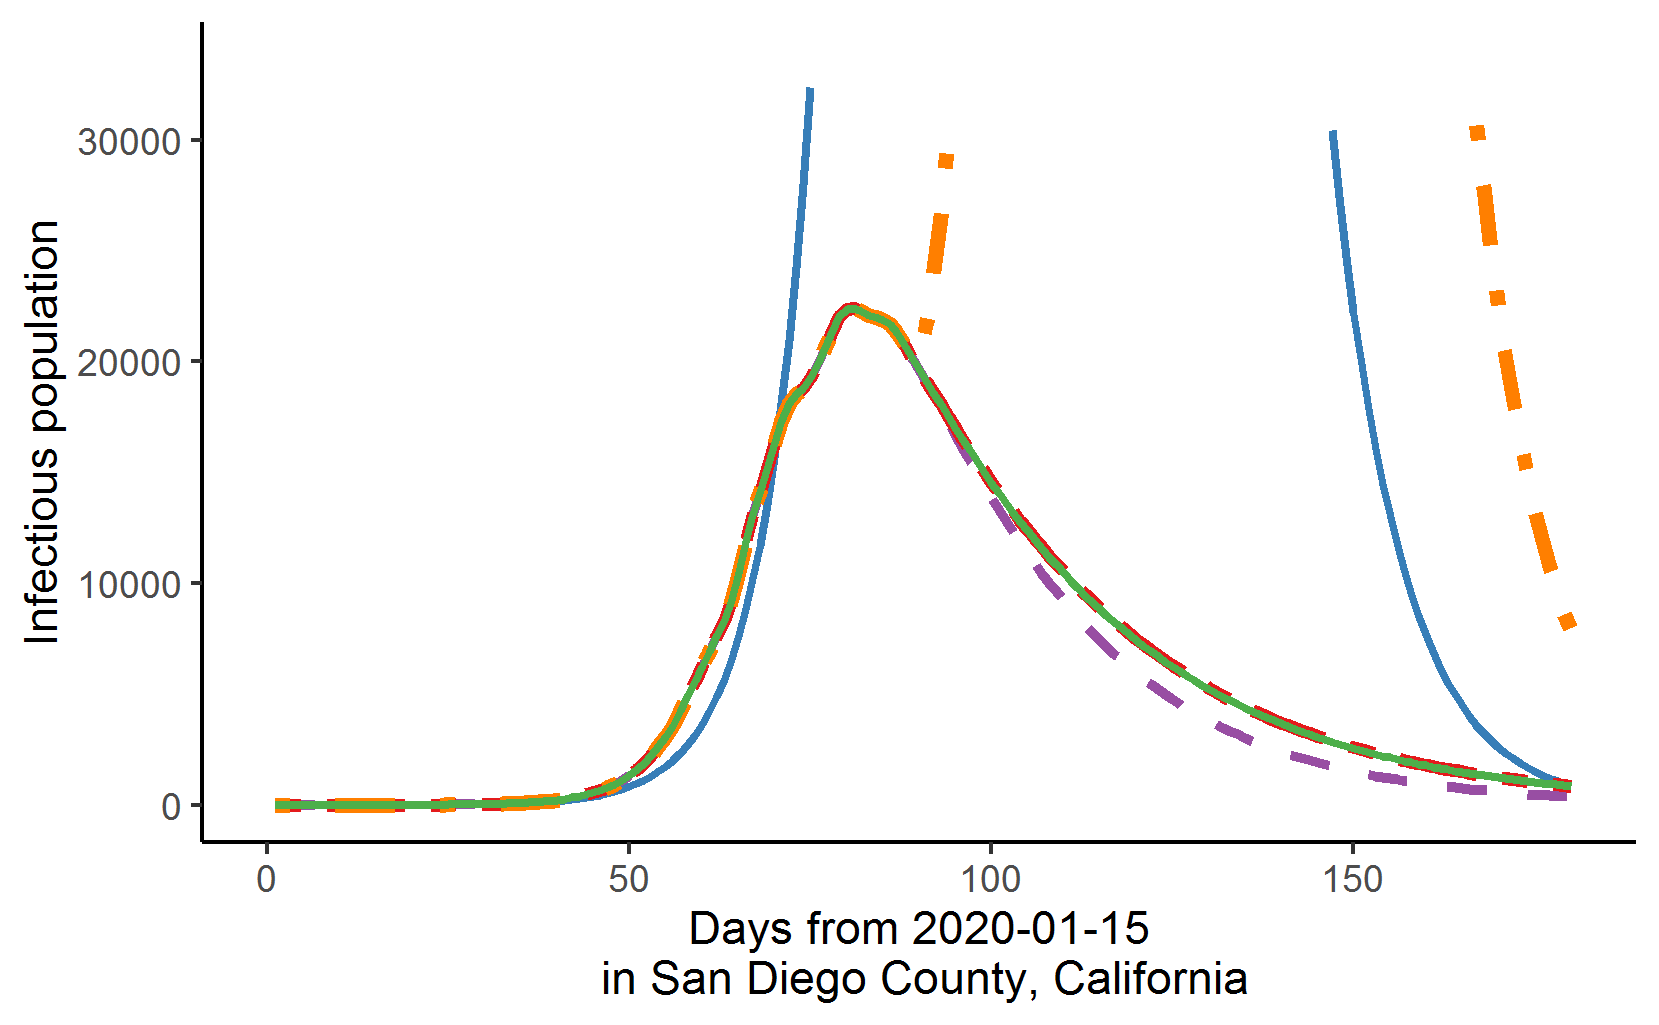 Infectious population
30000
20000
10000
0
0 50 100 150
Days from 2020-01-15
in San Diego County, California